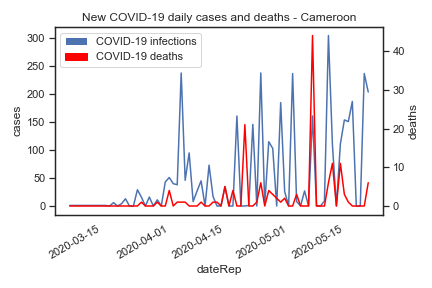 New COVID-19 daily cases and deaths - Cameroon
COVID-19 infections
COVID-19 deaths
300
250
200
150
100
50
0
cases
40
30
20
10
0
deaths
2020-03-15
2020-04-01
2020-04-15
2020-05-01
2020-05-15
dateRep